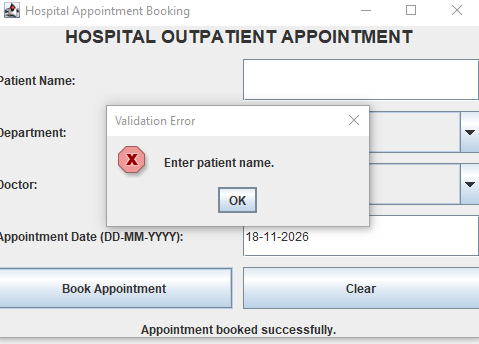 Hospital Appointment Booking
HOSPITAL OUTPATIENT APPOINTMENT
Patient Name:
Validation Error
Department:
Enter patient name.
Doctor:
OK
Appointment Date (DD-MM-YYYY):
18-11-2026
Book Appointment
Clear
Appointment booked successfully.